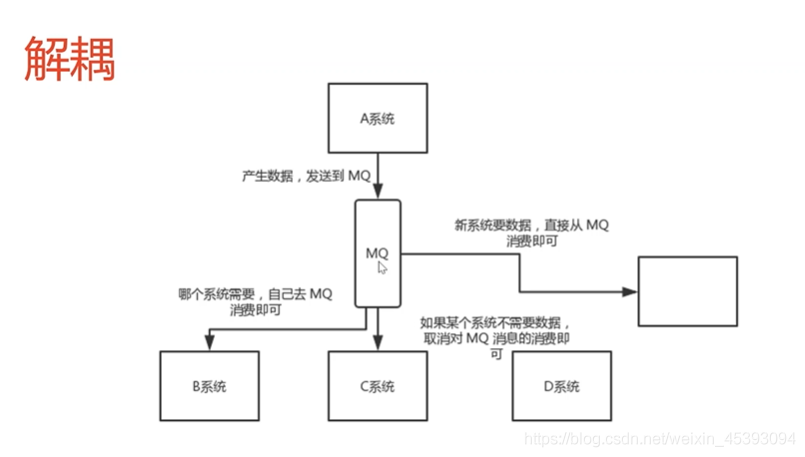 解耦
A系统
产生数据，发送到 MQ
MQ
新系统要数据，直接从 MQ
消费即可
哪个系统需要，自己去 MQ
消费即可
如果某个系统不需要数据，
取消对 MQ 消息的消费即
可
B系统
C系统
D系统
https://blog.csdn.net/weixin_45393094